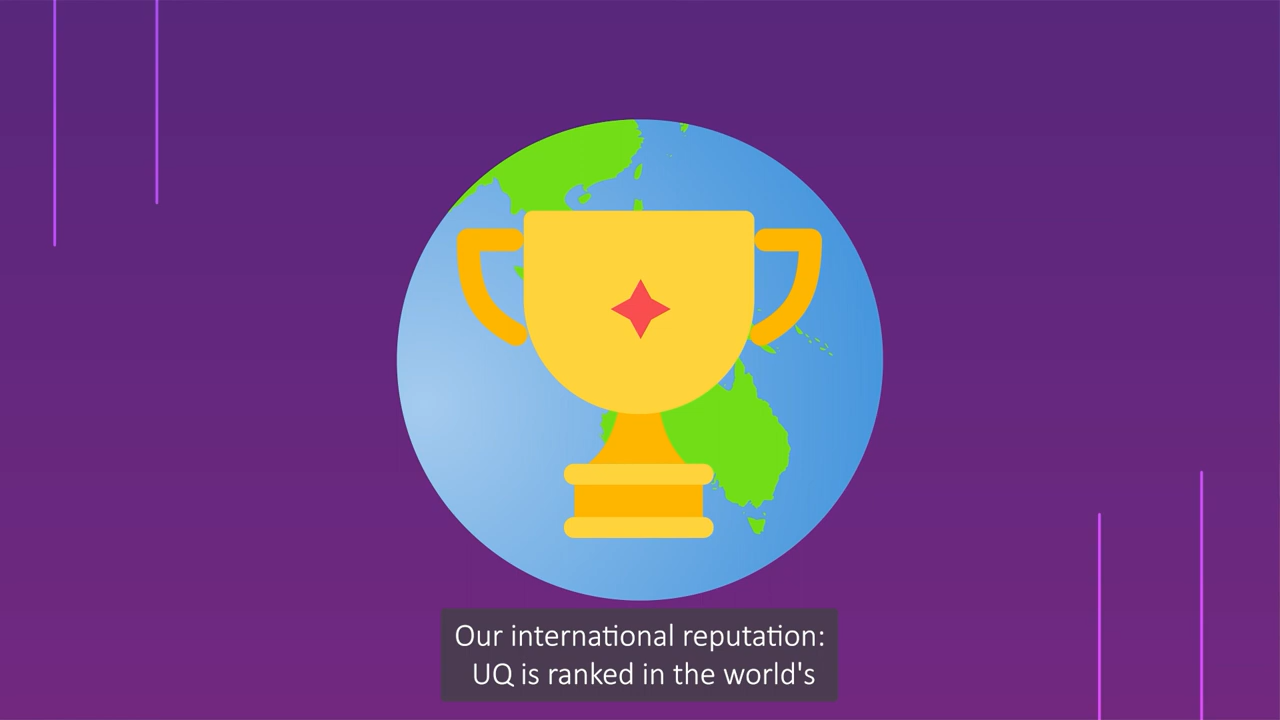 Our international reputation:
UQ is ranked in the world's